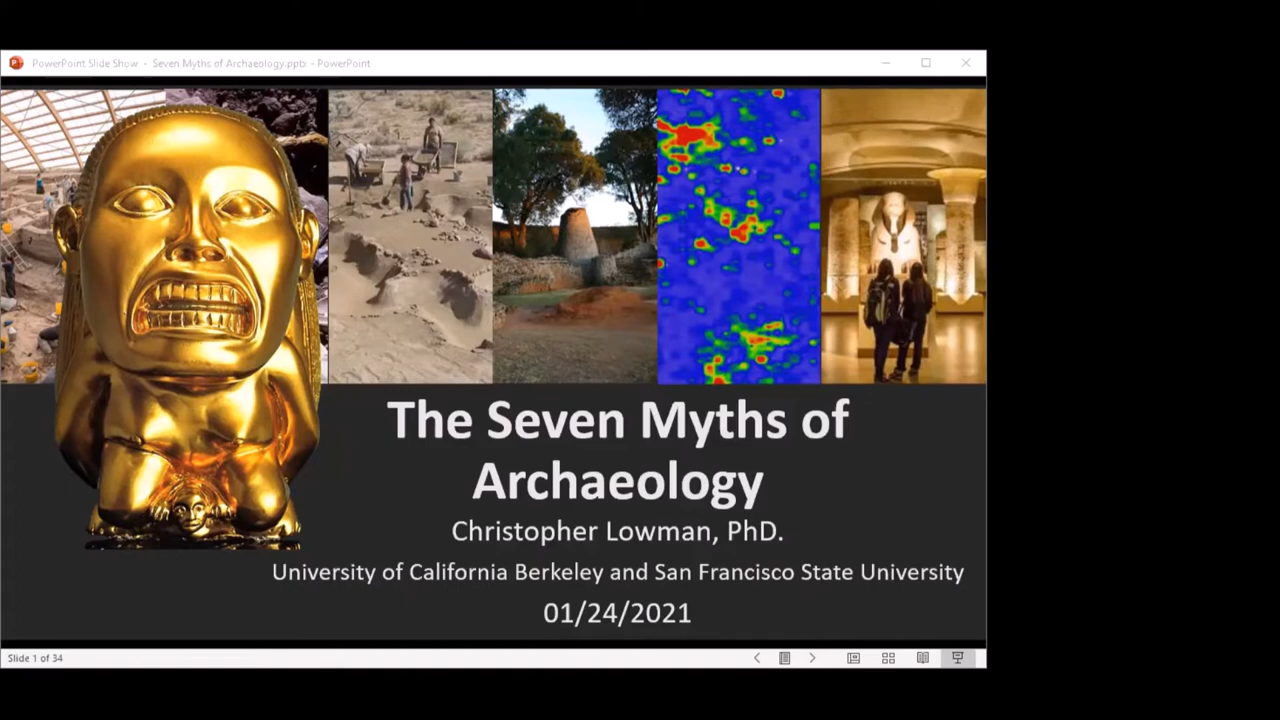 PowerPoint Slide Show - Seven Myths of Archaeology.pptx - PowerPoint
The Seven Myths of
Archaeology
Christopher Lowman, PhD.
University of California Berkeley and San Francisco State University
01/24/2021
Slide 1 of 34